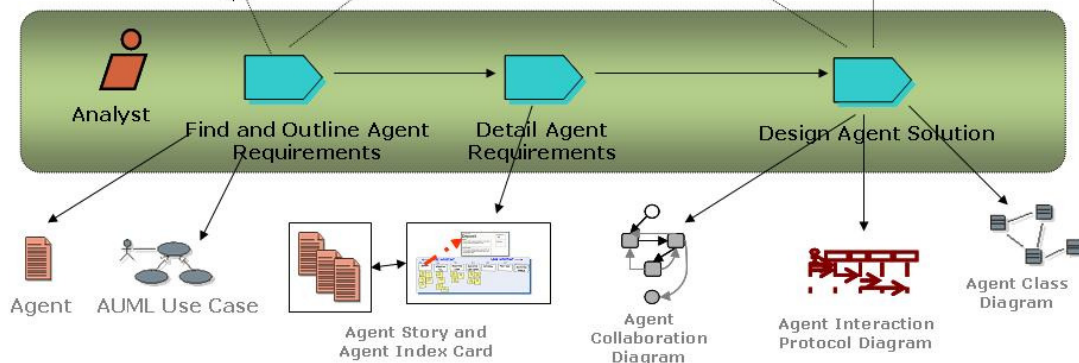 Analyst
Find and Outline Agent
Requirements
Detail Agent
Requirements
Design Agent Solution
Agent
AUML Use Case
Agent Story and
Agent Index Card
Agent
Collaboration
Diagram
Agent Interaction
Protocol Diagram
Agent Class
Diagram